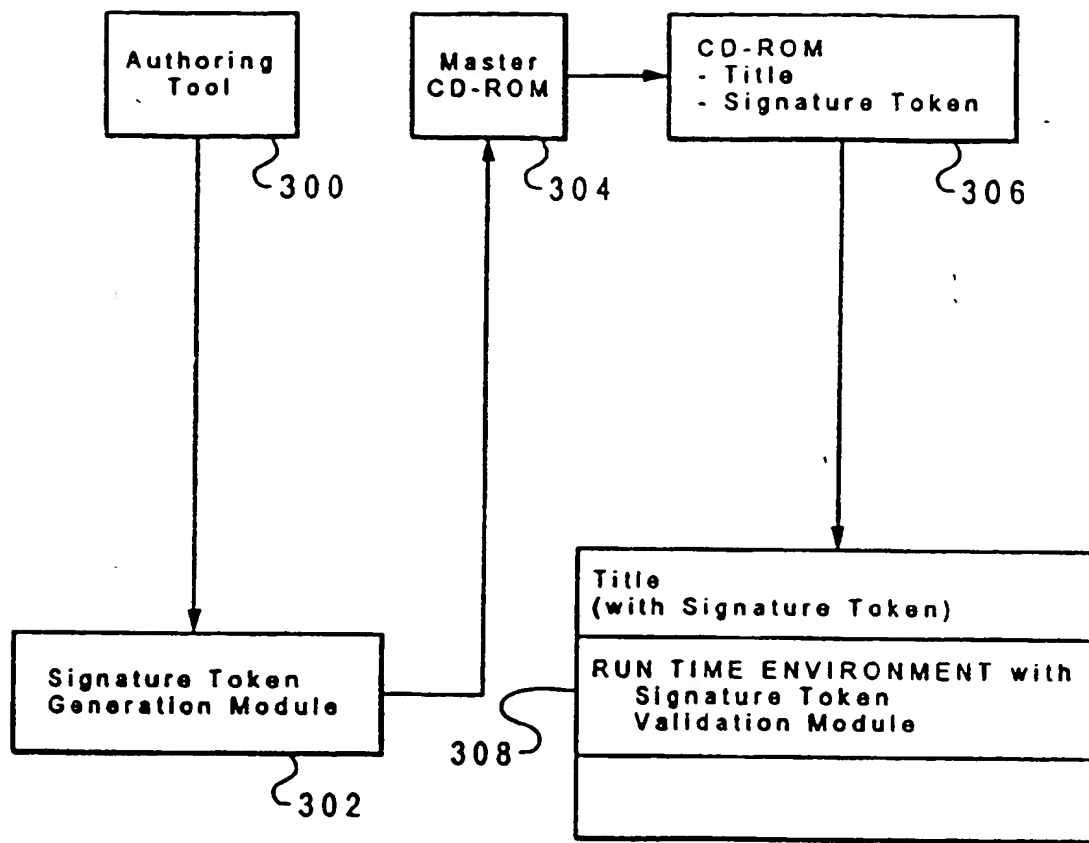 Authoring
Tool
300
Master
CD-ROM
304
CD-ROM
- Title
- Signature Token
306
Signature Token
Generation Module
302
Title
(with Signature Token)
RUN TIME ENVIRONMENT with
Signature Token
Validation Module
308